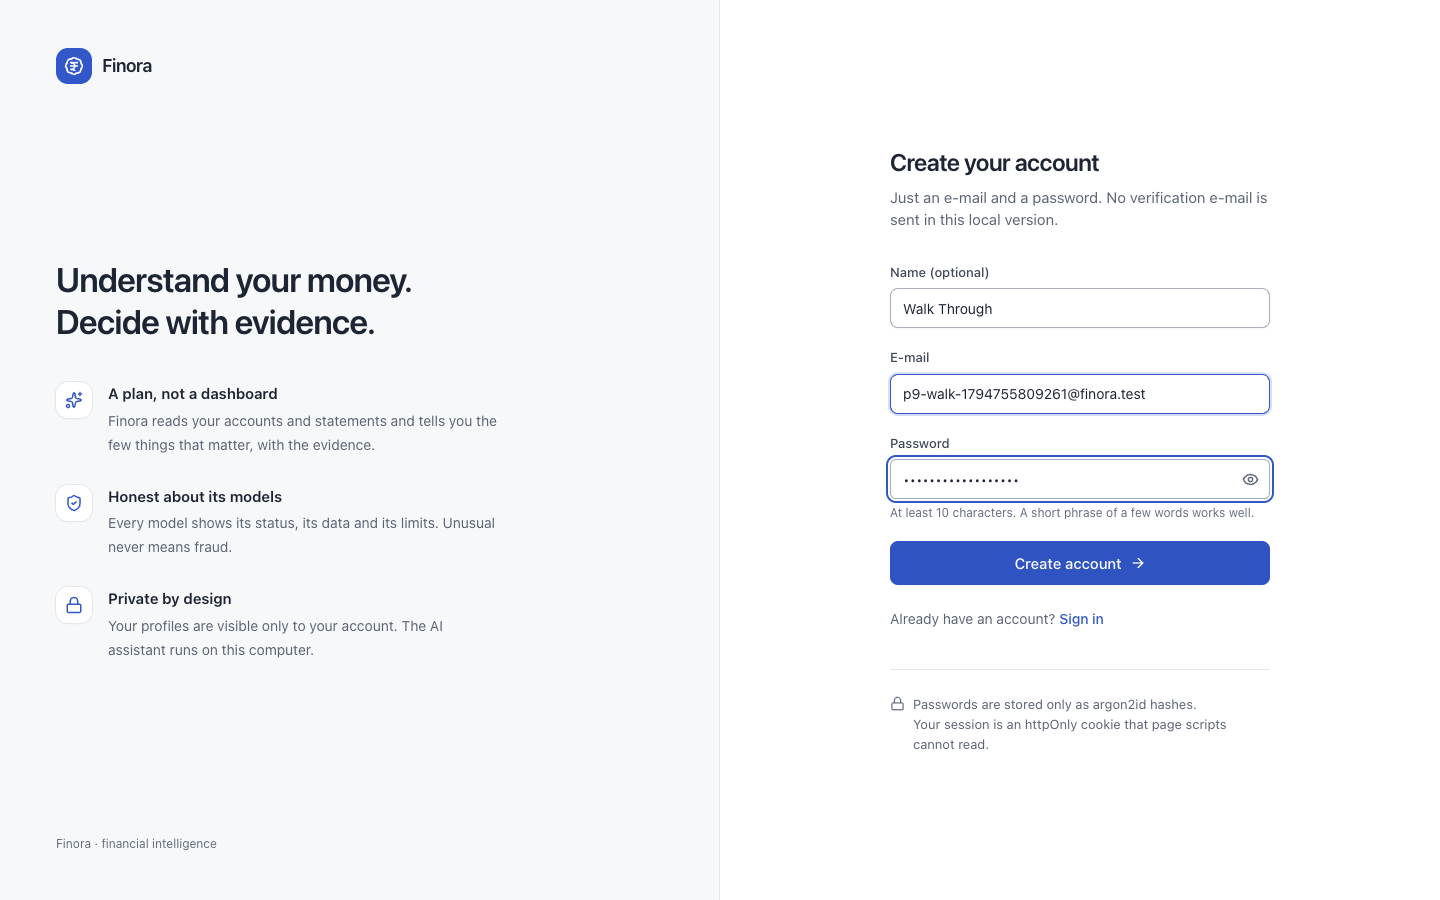 Finora
Understand your money.
Decide with evidence.
A plan, not a dashboard
Finora reads your accounts and statements and tells you the
few things that matter, with the evidence.
Honest about its models
Every model shows its status, its data and its limits. Unusual
never means fraud.
Private by design
Your profiles are visible only to your account. The AI
assistant runs on this computer.
Finora · financial intelligence
Create your account
Just an e-mail and a password. No verification e-mail is
sent in this local version.
Name (optional)
Walk Through
E-mail
p9-walk-1794755809261@finora.test
Password
••••••••••••••••••
At least 10 characters. A short phrase of a few words works well.
Create account →
Already have an account? Sign in
Passwords are stored only as argon2id hashes.
Your session is an httpOnly cookie that page scripts
cannot read.